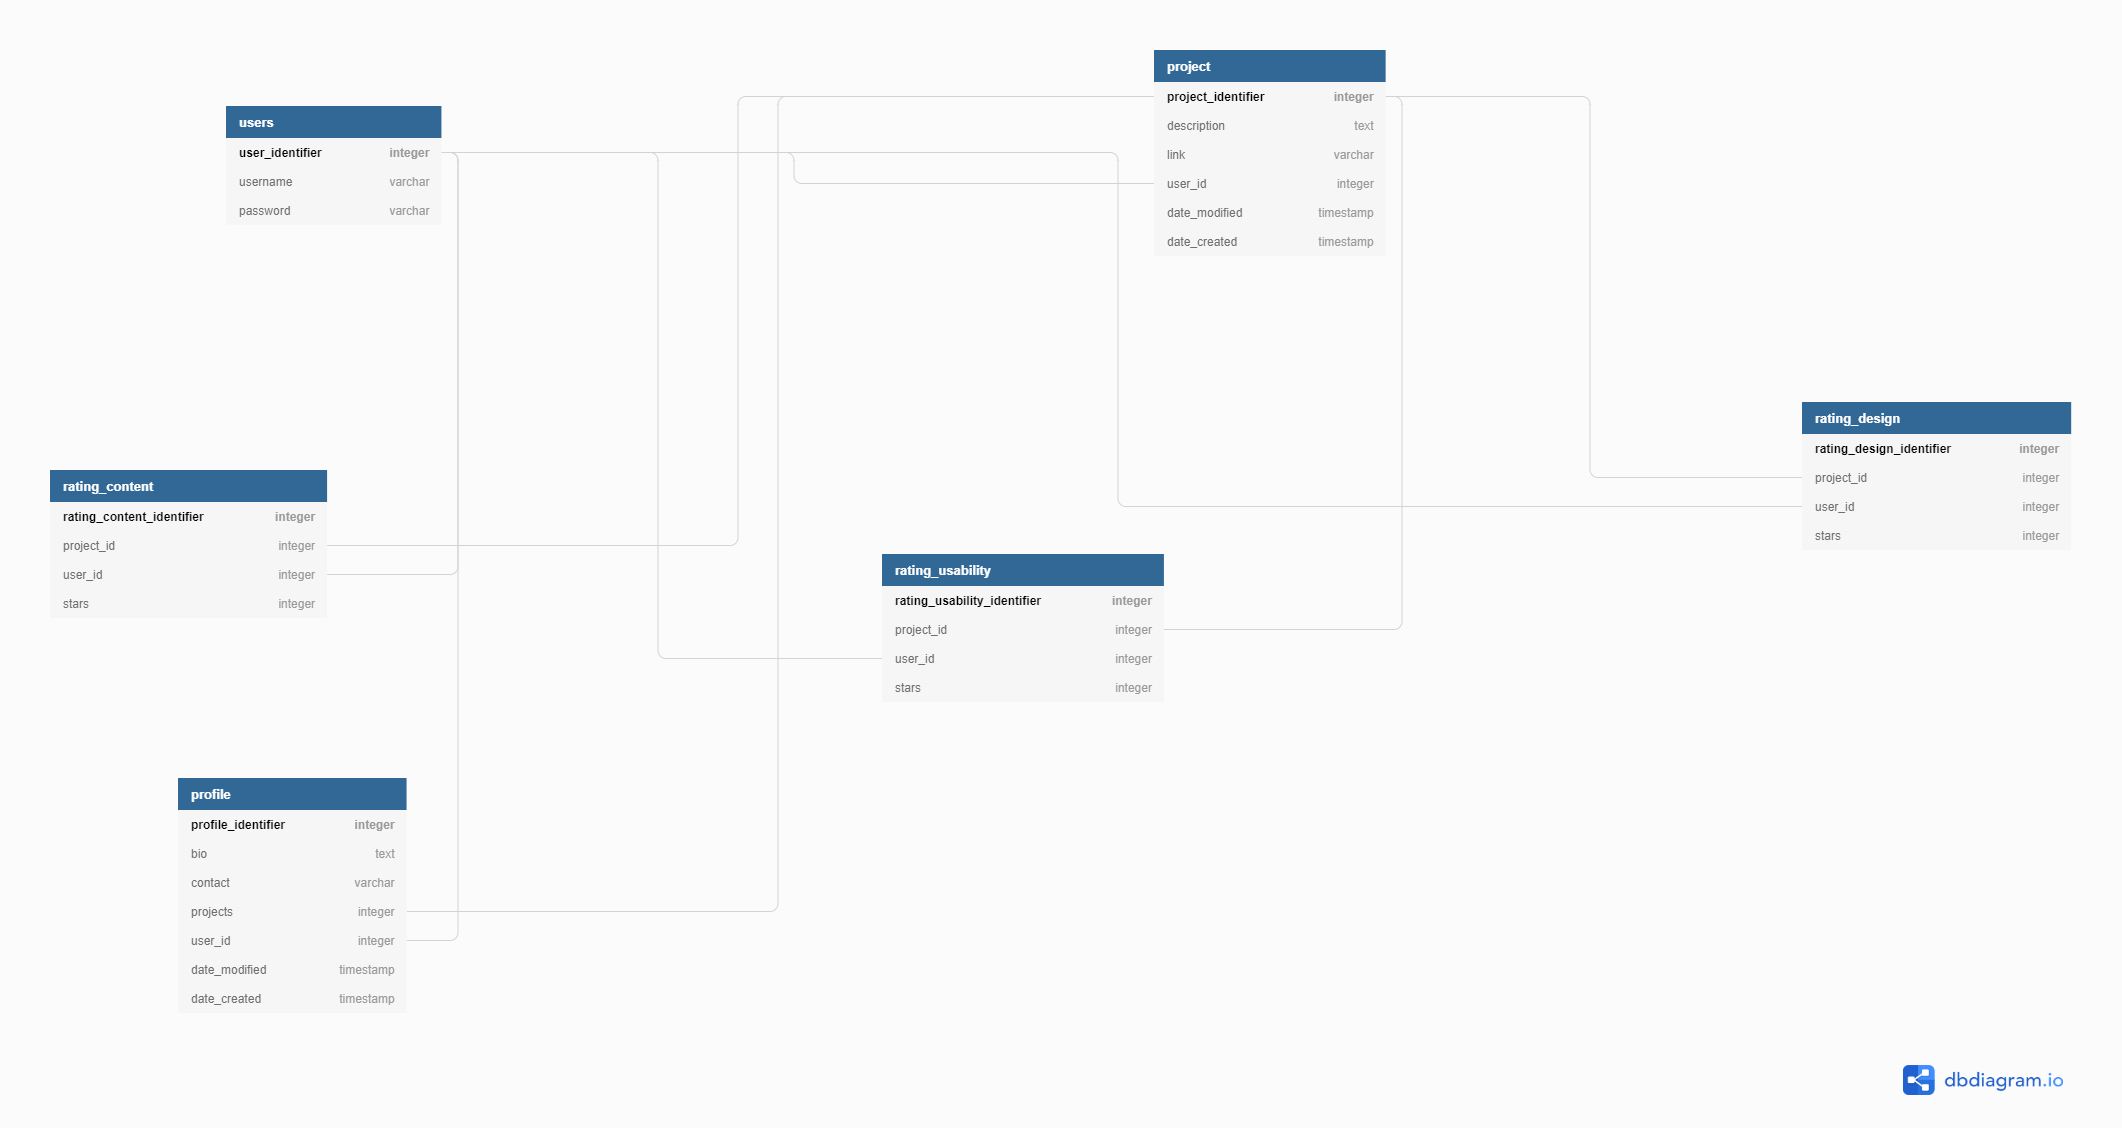 users
user_identifier integer
username varchar
password varchar
project
project_identifier integer
description text
link varchar
user_id integer
date_modified timestamp
date_created timestamp
rating_content
rating_content_identifier integer
project_id integer
user_id integer
stars integer
rating_usability
rating_usability_identifier integer
project_id integer
user_id integer
stars integer
rating_design
rating_design_identifier integer
project_id integer
user_id integer
stars integer
profile
profile_identifier integer
bio text
contact varchar
projects integer
user_id integer
date_modified timestamp
date_created timestamp
dbdiagram.io